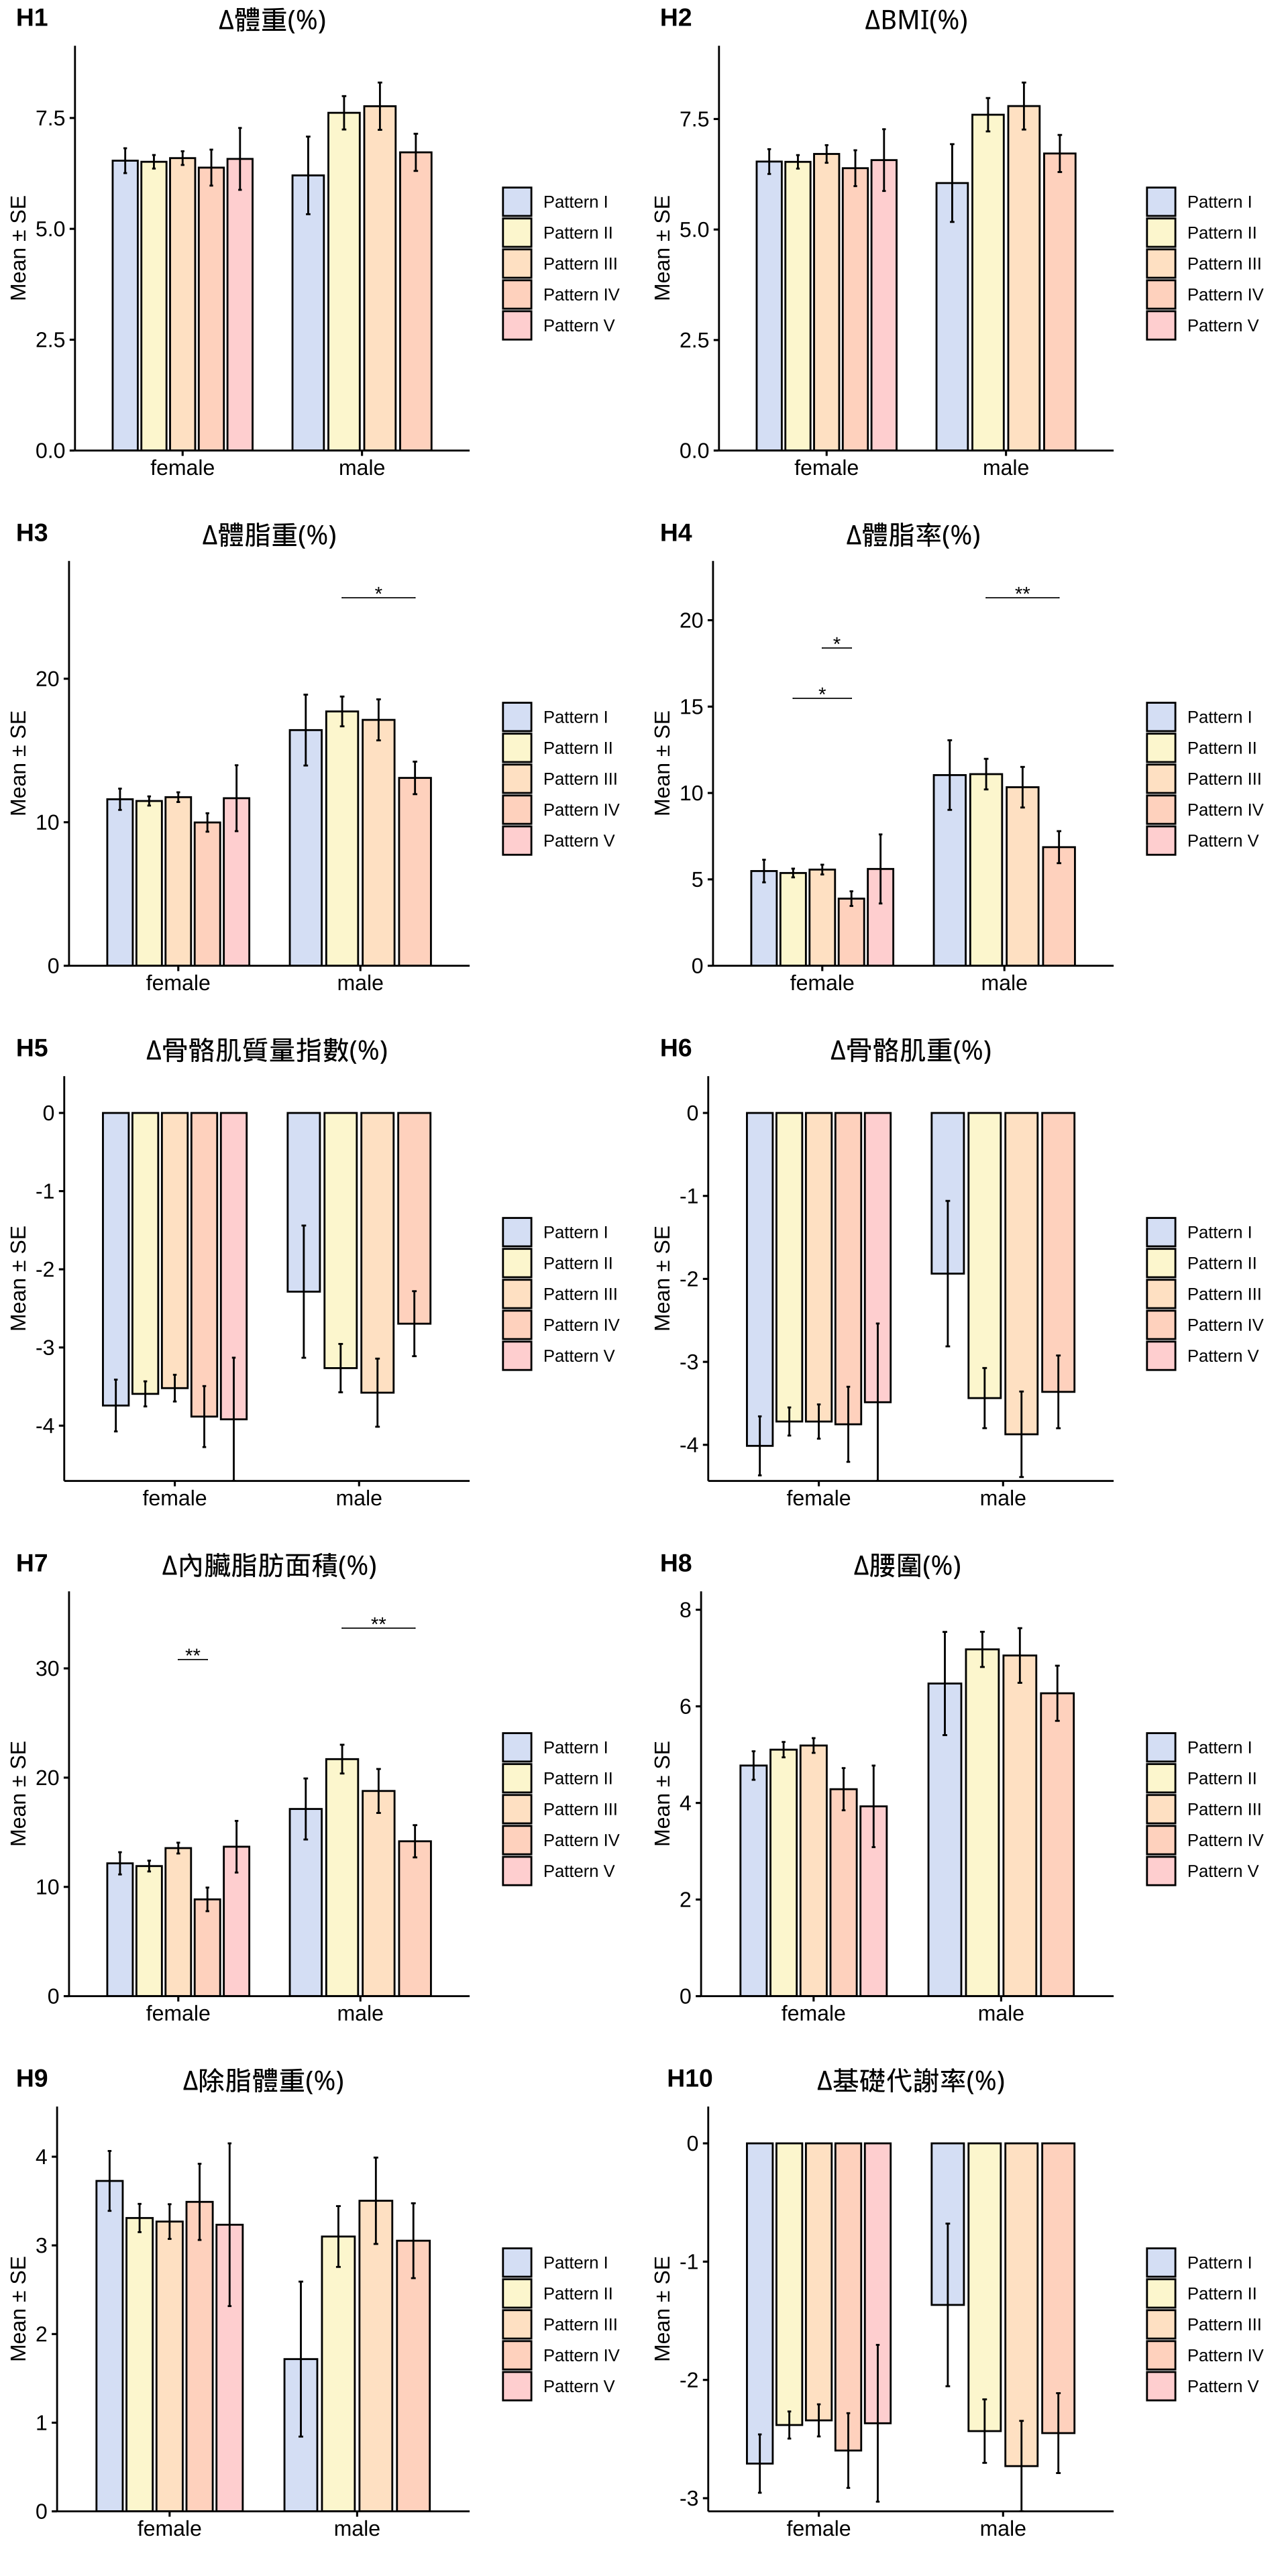 H1 Δ體重(%)
Mean ± SE
7.5
5.0
2.5
0.0
female male
Pattern I
Pattern II
Pattern III
Pattern IV
Pattern V
H2 ΔBMI(%)
Mean ± SE
7.5
5.0
2.5
0.0
female male
Pattern I
Pattern II
Pattern III
Pattern IV
Pattern V
H3 Δ體脂重(%)
*
Mean ± SE
20
10
0
female male
Pattern I
Pattern II
Pattern III
Pattern IV
Pattern V
H4 Δ體脂率(%)
**
*
*
Mean ± SE
20
15
10
5
0
female male
Pattern I
Pattern II
Pattern III
Pattern IV
Pattern V
H5 Δ骨骼肌質量指數(%)
Mean ± SE
0
-1
-2
-3
-4
female male
Pattern I
Pattern II
Pattern III
Pattern IV
Pattern V
H6 Δ骨骼肌重(%)
Mean ± SE
0
-1
-2
-3
-4
female male
Pattern I
Pattern II
Pattern III
Pattern IV
Pattern V
H7 Δ內臟脂肪面積(%)
**
**
Mean ± SE
30
20
10
0
female male
Pattern I
Pattern II
Pattern III
Pattern IV
Pattern V
H8 Δ腰圍(%)
Mean ± SE
8
6
4
2
0
female male
Pattern I
Pattern II
Pattern III
Pattern IV
Pattern V
H9 Δ除脂體重(%)
Mean ± SE
4
3
2
1
0
female male
Pattern I
Pattern II
Pattern III
Pattern IV
Pattern V
H10 Δ基礎代謝率(%)
Mean ± SE
0
-1
-2
-3
female male
Pattern I
Pattern II
Pattern III
Pattern IV
Pattern V